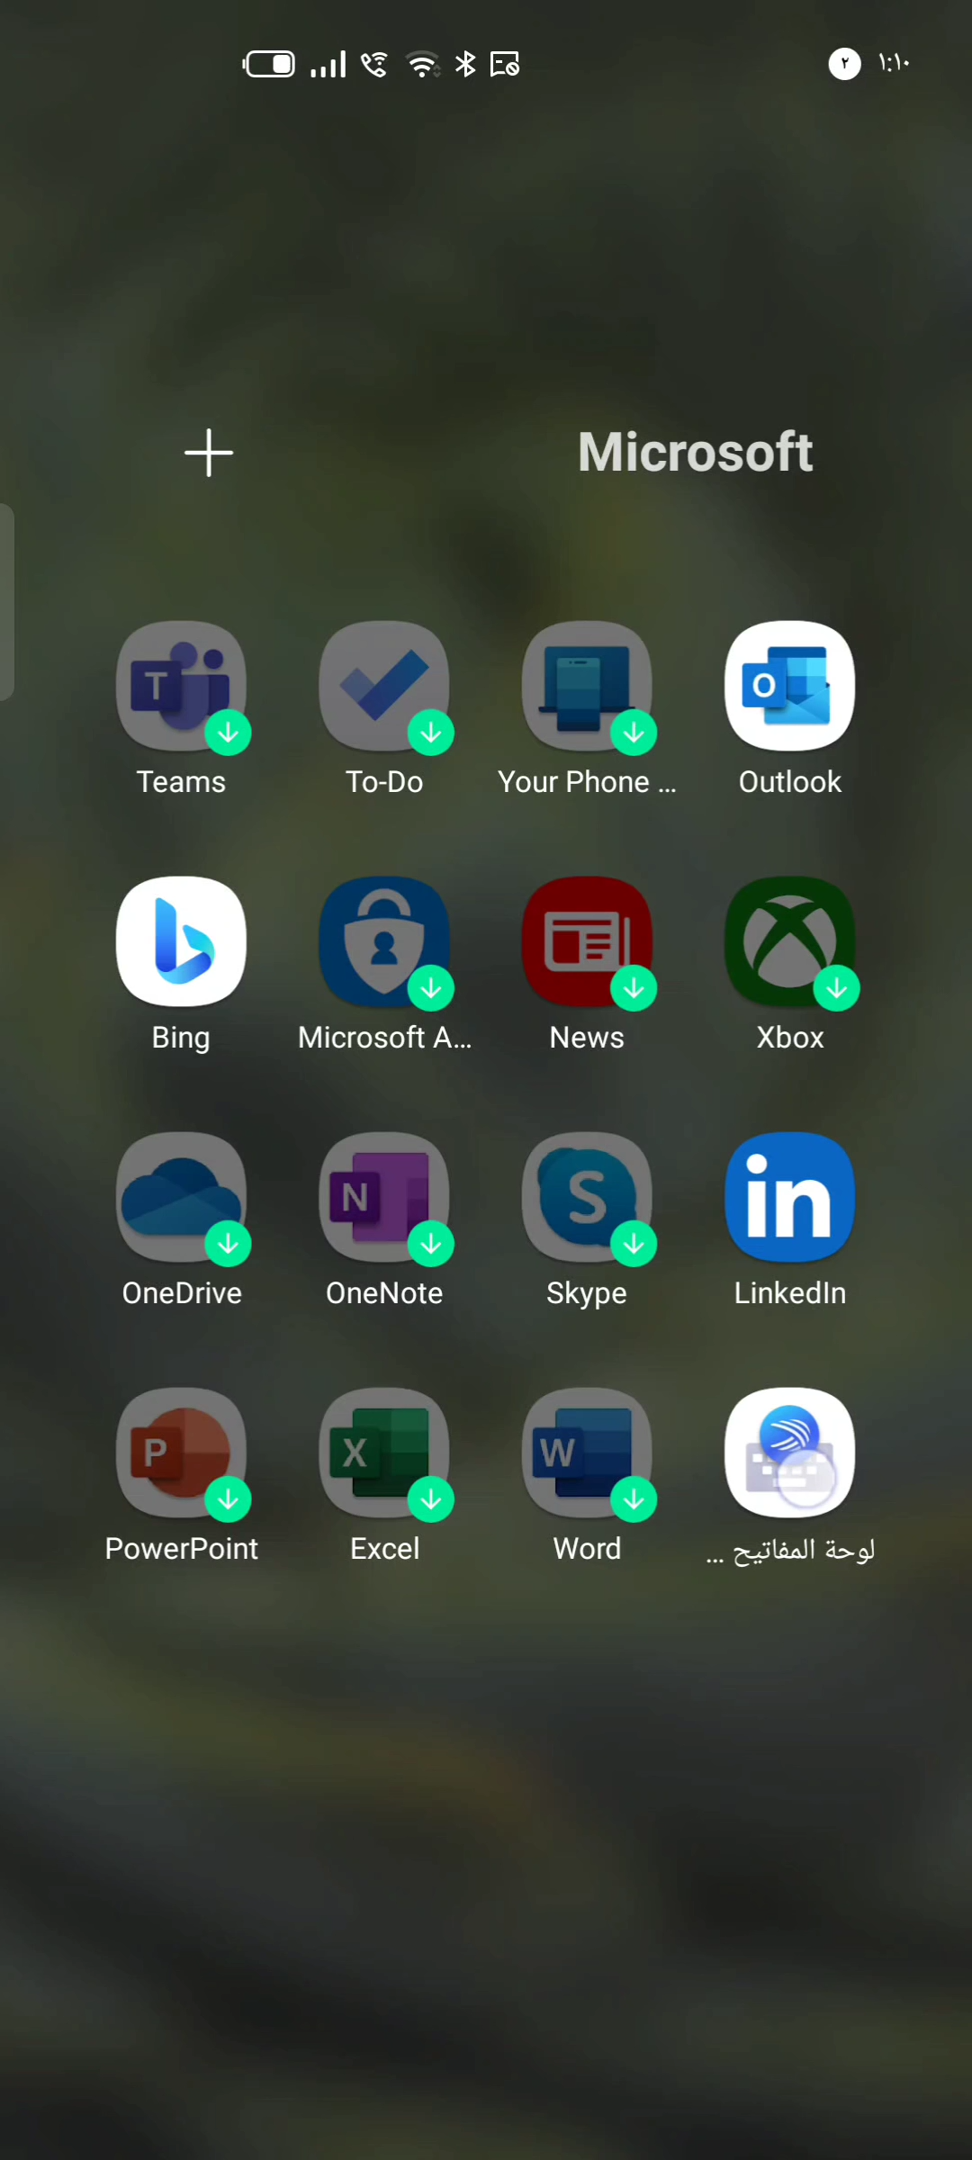 ٢ ١:١٠
Microsoft
Teams To-Do Your Phone ... Outlook
Bing Microsoft A... News Xbox
OneDrive OneNote Skype LinkedIn
PowerPoint Excel Word لوحة المفاتيح ...